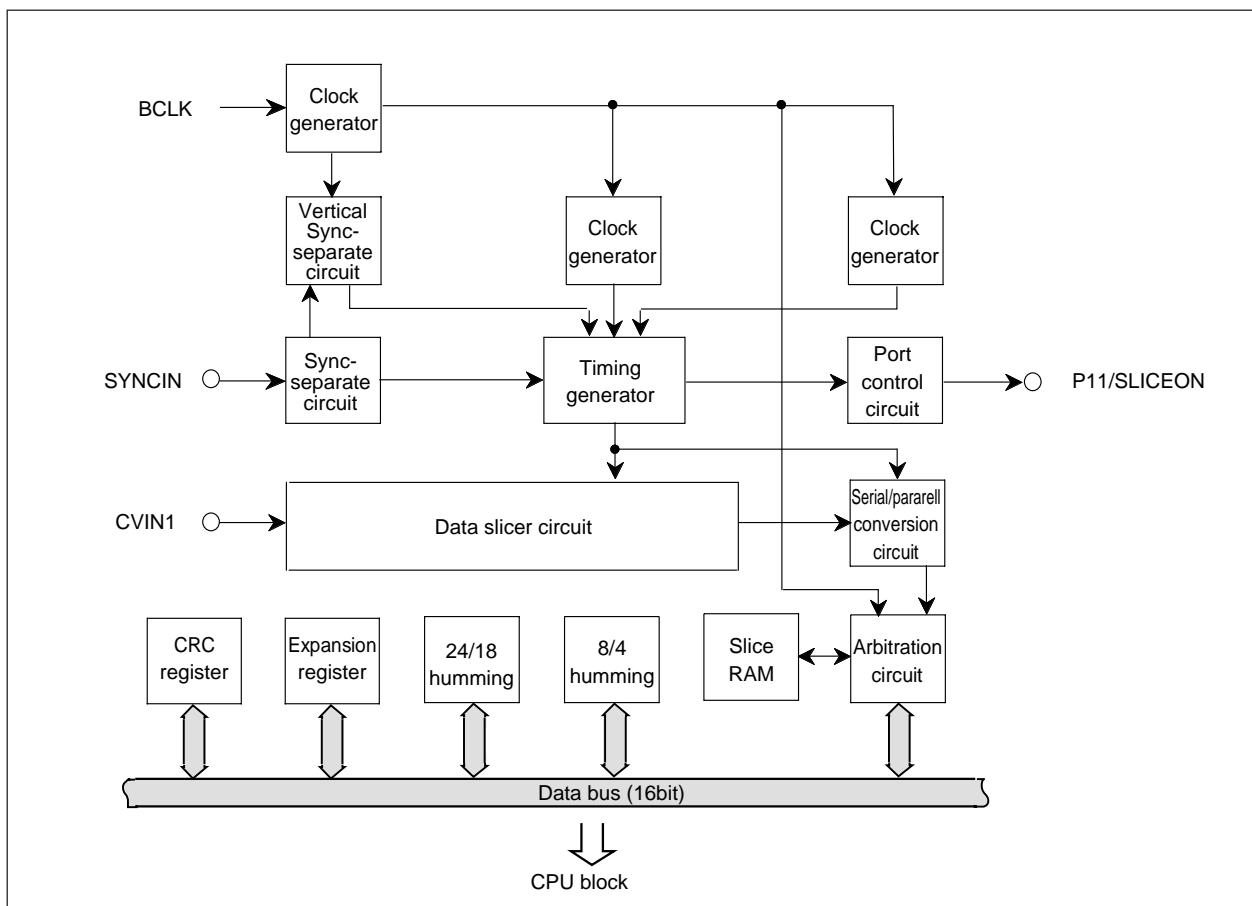 BCLK
Clock
generator
Vertical
Sync-
separate
circuit
Clock
generator
Clock
generator
SYNCIN
Sync-
separate
circuit
Timing
generator
Port
control
circuit
P11/SLICEON
CVIN1
Data slicer circuit
Serial/pararell
conversion
circuit
CRC
register
Expansion
register
24/18
humming
8/4
humming
Slice
RAM
Arbitration
circuit
Data bus (16bit)
CPU block